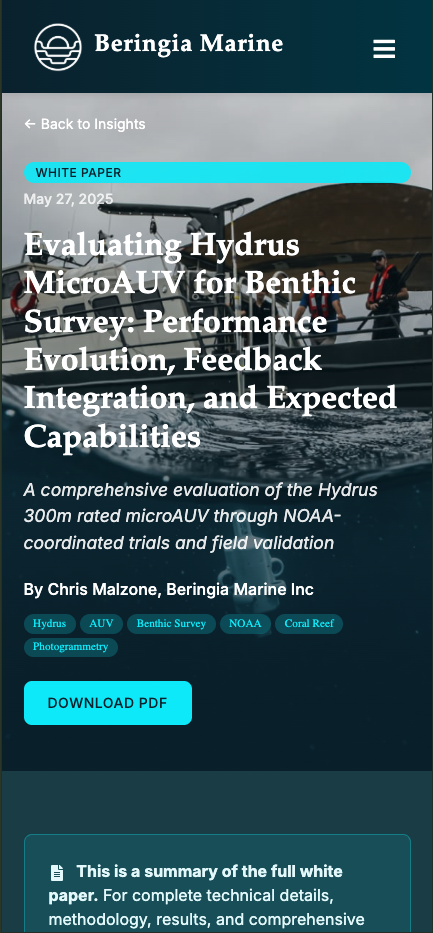 Beringia Marine
← Back to Insights
WHITE PAPER
May 27, 2025
Evaluating Hydrus
MicroAUV for Benthic
Survey: Performance
Evolution, Feedback
Integration, and Expected
Capabilities
A comprehensive evaluation of the Hydrus
300m rated microAUV through NOAA-
coordinated trials and field validation
By Chris Malzone, Beringia Marine Inc
Hydrus AUV Benthic Survey NOAA Coral Reef
Photogrammetry
DOWNLOAD PDF
This is a summary of the full white
paper. For complete technical details,
methodology, results, and comprehensive